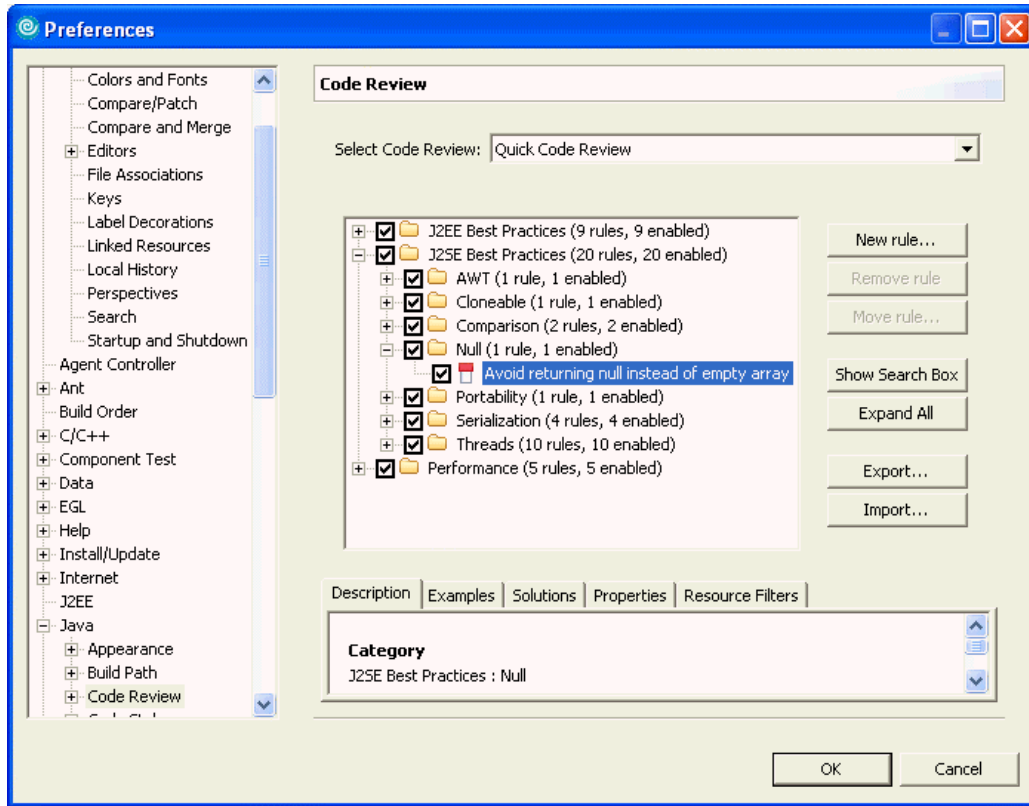 Preferences
Colors and Fonts
Compare/Patch
Compare and Merge
Editors
File Associations
Keys
Label Decorations
Linked Resources
Local History
Perspectives
Search
Startup and Shutdown
Agent Controller
Ant
Build Order
C/C++
Component Test
Data
EGL
Help
Install/Update
Internet
J2EE
Java
Appearance
Build Path
Code Review
Code Review
Select Code Review: Quick Code Review
J2EE Best Practices (9 rules, 9 enabled)
J2SE Best Practices (20 rules, 20 enabled)
AWT (1 rule, 1 enabled)
Cloneable (1 rule, 1 enabled)
Comparison (2 rules, 2 enabled)
Null (1 rule, 1 enabled)
Avoid returning null instead of empty array
Portability (1 rule, 1 enabled)
Serialization (4 rules, 4 enabled)
Threads (10 rules, 10 enabled)
Performance (5 rules, 5 enabled)
New rule...
Remove rule
Move rule...
Show Search Box
Expand All
Export...
Import...
Description Examples Solutions Properties Resource Filters
Category
J2SE Best Practices : Null
OK Cancel